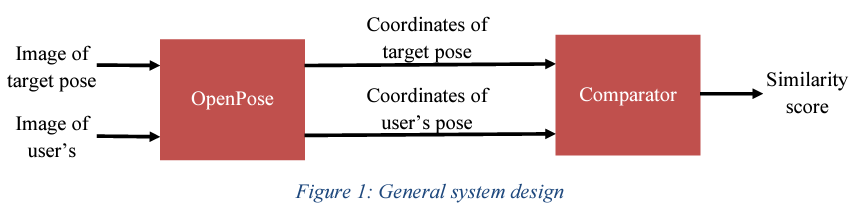 Image of
target pose
Image of
user's
OpenPose
Coordinates of
target pose
Coordinates of
user's pose
Comparator
Similarity
score
Figure 1: General system design